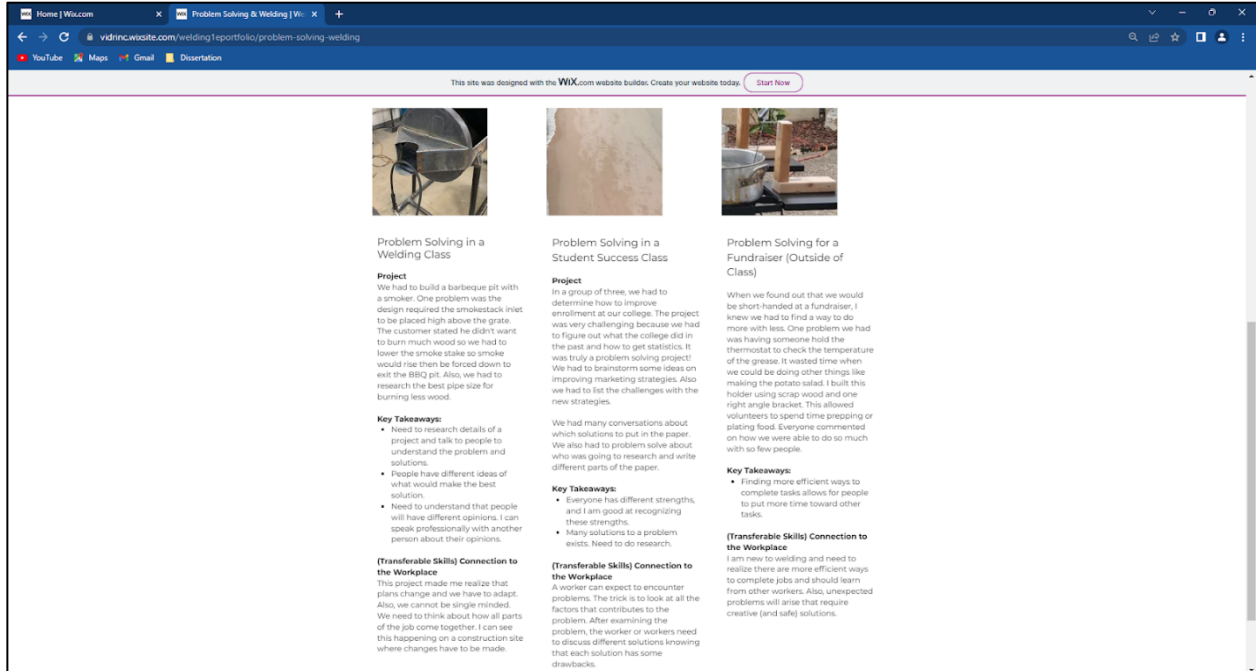 Home | Wix.com
Problem Solving & Welding | We
vidrinc.wixsite.com/welding1eportfolio/problem-solving-welding
YouTube
Maps
Gmail
Dissertation
This site was designed with the WiX.com website builder. Create your website today.
Start Now
Problem Solving in a
Welding Class
Project
We had to build a barbeque pit with
a smoker. One problem was the
design required the smokestack inlet
to be placed high above the grate.
The customer stated he didn't want
to burn much wood so we had to
lower the smoke stake so smoke
would rise then be forced down to
exit the BBQ pit. Also, we had to
research the best pipe size for
burning less wood.
Key Takeaways:
Need to research details of a
project and talk to people to
understand the problem and
solutions.
People have different ideas of
what would make the best
solution.
Need to understand that people
will have different opinions. I can
speak professionally with another
person about their opinions.
(Transferable Skills) Connection to
the Workplace
This project made me realize that
plans change and we have to adapt.
Also, we cannot be single minded.
We need to think about how all parts
of the job come together. I can see
this happening on a construction site
where changes have to be made.
Problem Solving in a
Student Success Class
Project
In a group of three, we had to
determine how to improve
enrollment at our college. The project
was very challenging because we had
to figure out what the college did in
the past and how to get statistics. It
was truly a problem solving project!
We had to brainstorm some ideas on
improving marketing strategies. Also
we had to list the challenges with the
new strategies.
We had many conversations about
which solutions to put in the paper.
We also had to problem solve about
who was going to research and write
different parts of the paper.
Key Takeaways:
Everyone has different strengths,
and I am good at recognizing
these strengths.
Many solutions to a problem
exists. Need to do research.
(Transferable Skills) Connection to
the Workplace
A worker can expect to encounter
problems. The trick is to look at all the
factors that contributes to the
problem. After examining the
problem, the worker or workers need
to discuss different solutions knowing
that each solution has some
drawbacks.
Problem Solving for a
Fundraiser (Outside of
Class)
When we found out that we would
be short-handed at a fundraiser, I
knew we had to find a way to do
more with less. One problem we had
was having someone hold the
thermostat to check the temperature
of the grease. It wasted time when
we could be doing other things like
making the potato salad. I built this
holder using scrap wood and one
right angle bracket. This allowed
volunteers to spend time prepping or
plating food. Everyone commented
on how we were able to do so much
with so few people.
Key Takeaways:
Finding more efficient ways to
complete tasks allows for people
to put more time toward other
tasks.
(Transferable Skills) Connection to
the Workplace
I am new to welding and need to
realize there are more efficient ways
to complete jobs and should learn
from other workers. Also, unexpected
problems will arise that require
creative (and safe) solutions.